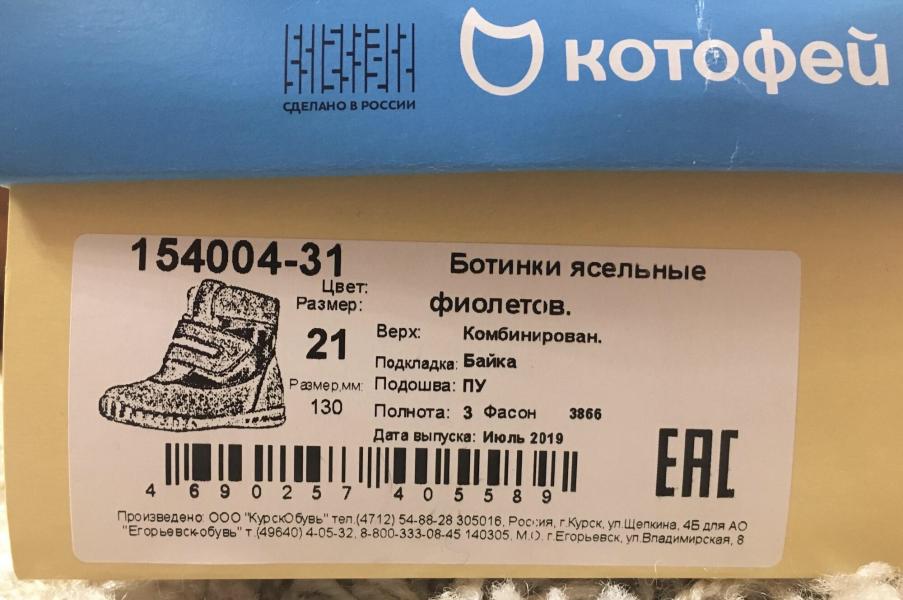 котофей
СДЕЛАНО В РОССИИ
154004-31
Ботинки ясельные
Цвет:
фиолетов.
Размер:
21
Верх: Комбинирован.
Подкладка: Байка
Размер,мм:
130
Подошва: ПУ
Полнота: 3 Фасон 3866
Дата выпуска: Июль 2019
EAC
4 690257 405589
Произведено: ООО "КурскОбувь" тел.(4712) 54-88-28 305016, Россия, г.Курск, ул.Щепкина, 4Б для АО
"Егорьевск-обувь" т.(49640) 4-05-32, 8-800-333-08-45 140305, М.О. г.Егорьевск, ул.Владимирская, 8